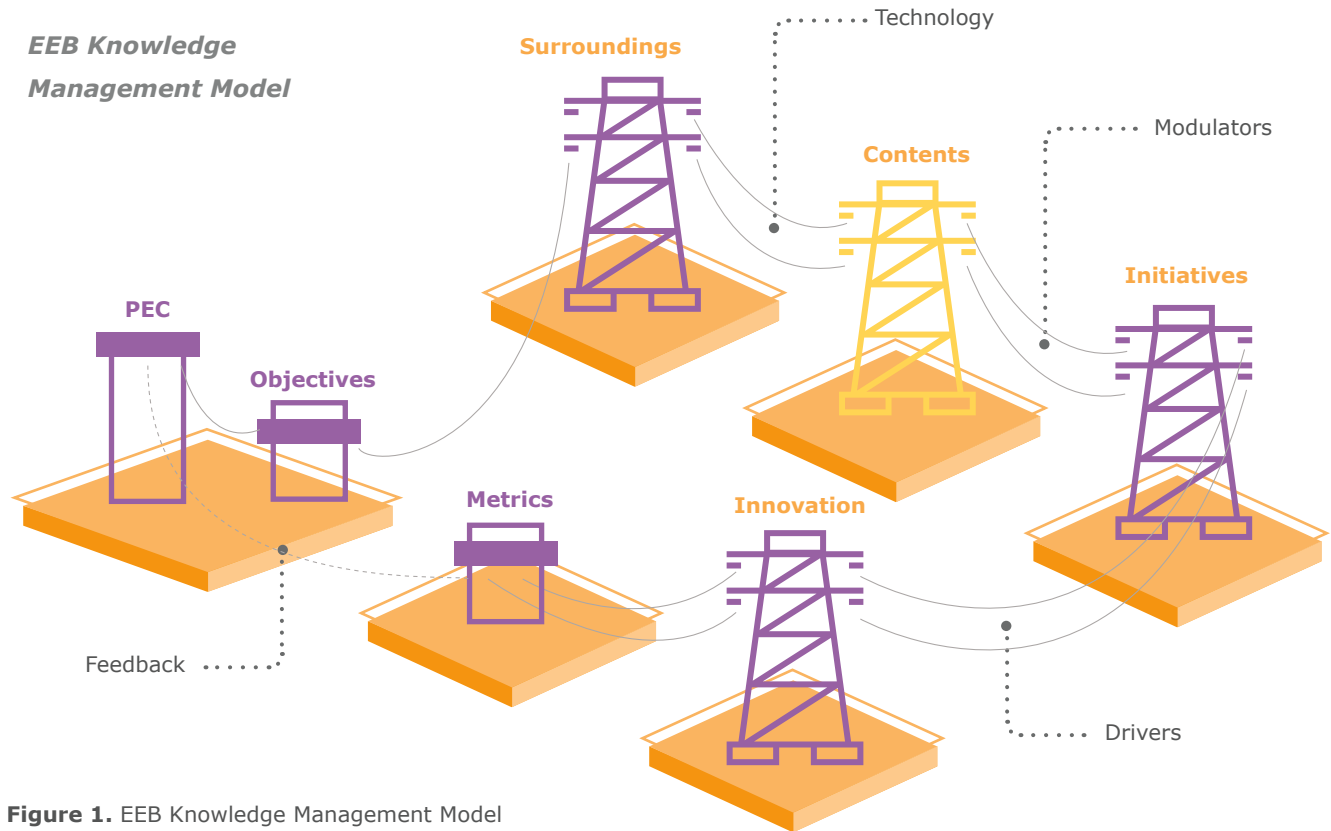 EEB Knowledge
Management Model
Technology
Surroundings
Modulators
Contents
Initiatives
PEC
Objectives
Metrics
Innovation
Feedback
Drivers
Figure 1. EEB Knowledge Management Model